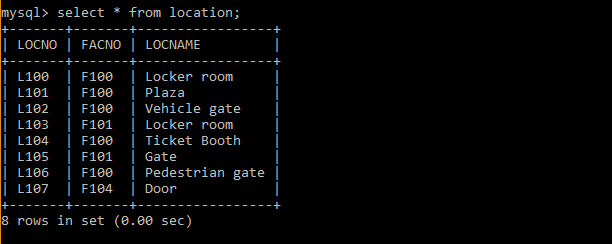 mysql> select * from location;
+-------+-------+-----------------+
| LOCNO | FACNO | LOCNAME         |
+-------+-------+-----------------+
| L100  | F100  | Locker room     |
| L101  | F100  | Plaza           |
| L102  | F100  | Vehicle gate    |
| L103  | F101  | Locker room     |
| L104  | F100  | Ticket Booth    |
| L105  | F101  | Gate            |
| L106  | F100  | Pedestrian gate |
| L107  | F104  | Door            |
+-------+-------+-----------------+
8 rows in set (0.00 sec)